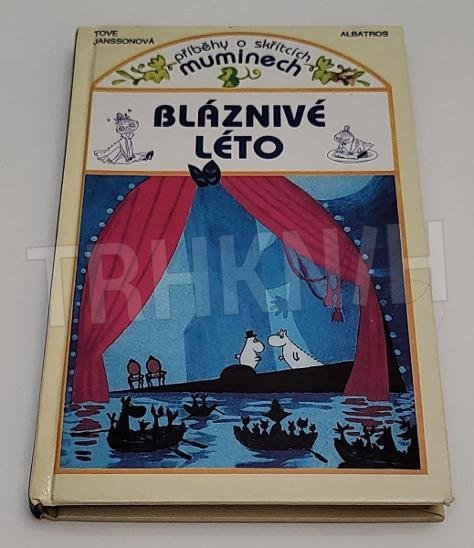 TOVE
JANSSONOVÁ
ALBATROS
příběhy o skřítcích
muminech
BLÁZNIVÉ
LÉTO
TRHKNIH